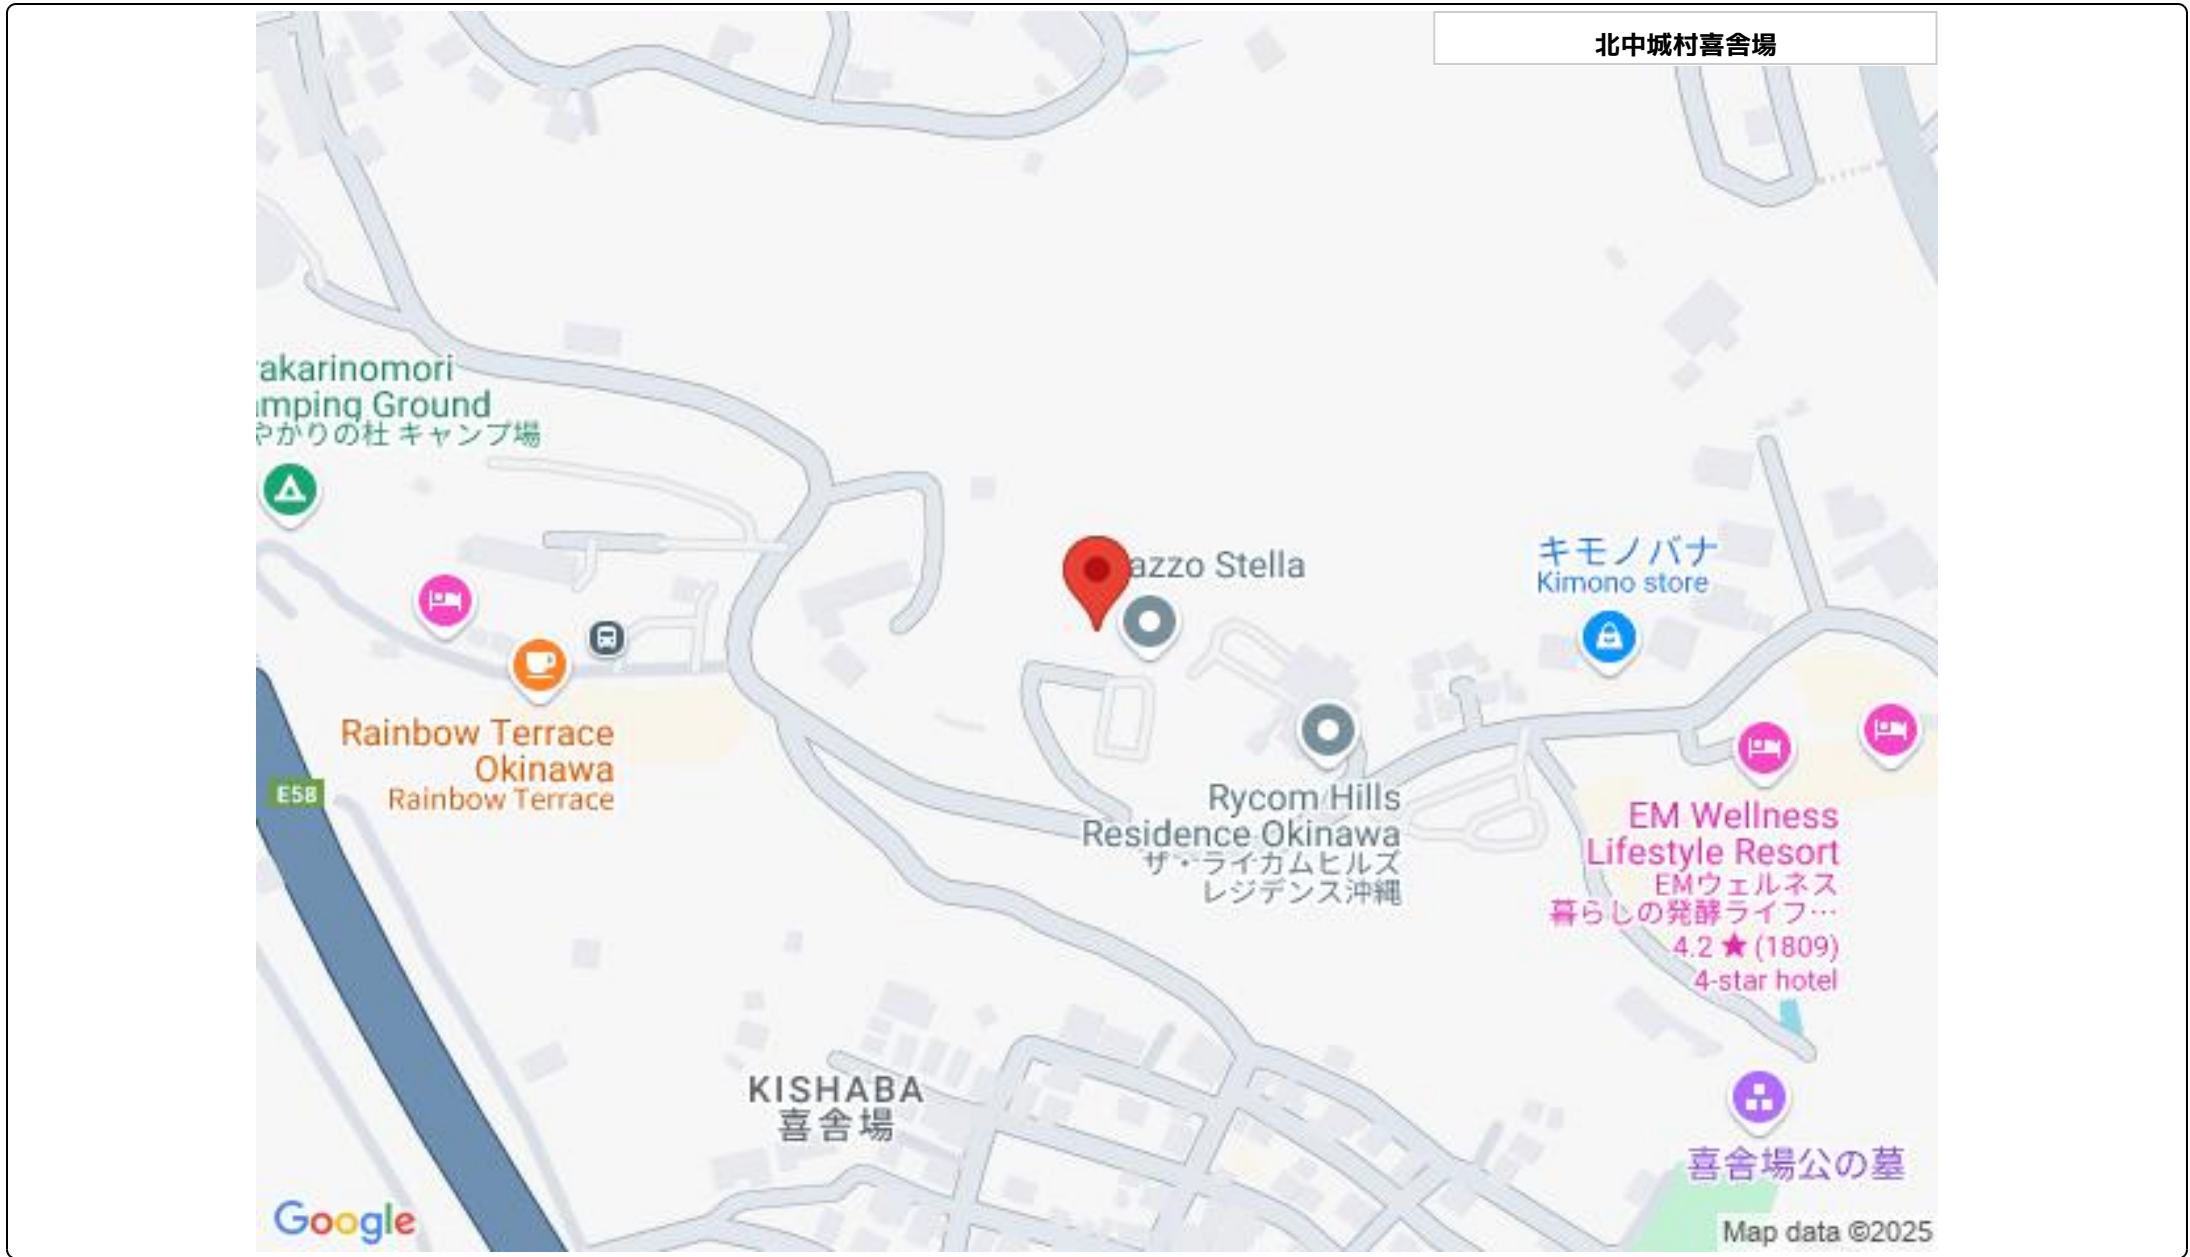 北中城村喜舎場
akarinomori
mping Ground
やかりの杜 キャンプ場
azzo Stella
キモノバナ
Kimono store
Rainbow Terrace
Okinawa
Rainbow Terrace
E58
Rycom Hills
Residence Okinawa
ザ・ライカムヒルズ
レジデンス沖縄
EM Wellness
Lifestyle Resort
EMウェルネス
暮らしの発酵ライフ…
4.2 ★ (1809)
4-star hotel
KISHABA
喜舎場
喜舎場公の墓
Google
Map data ©2025